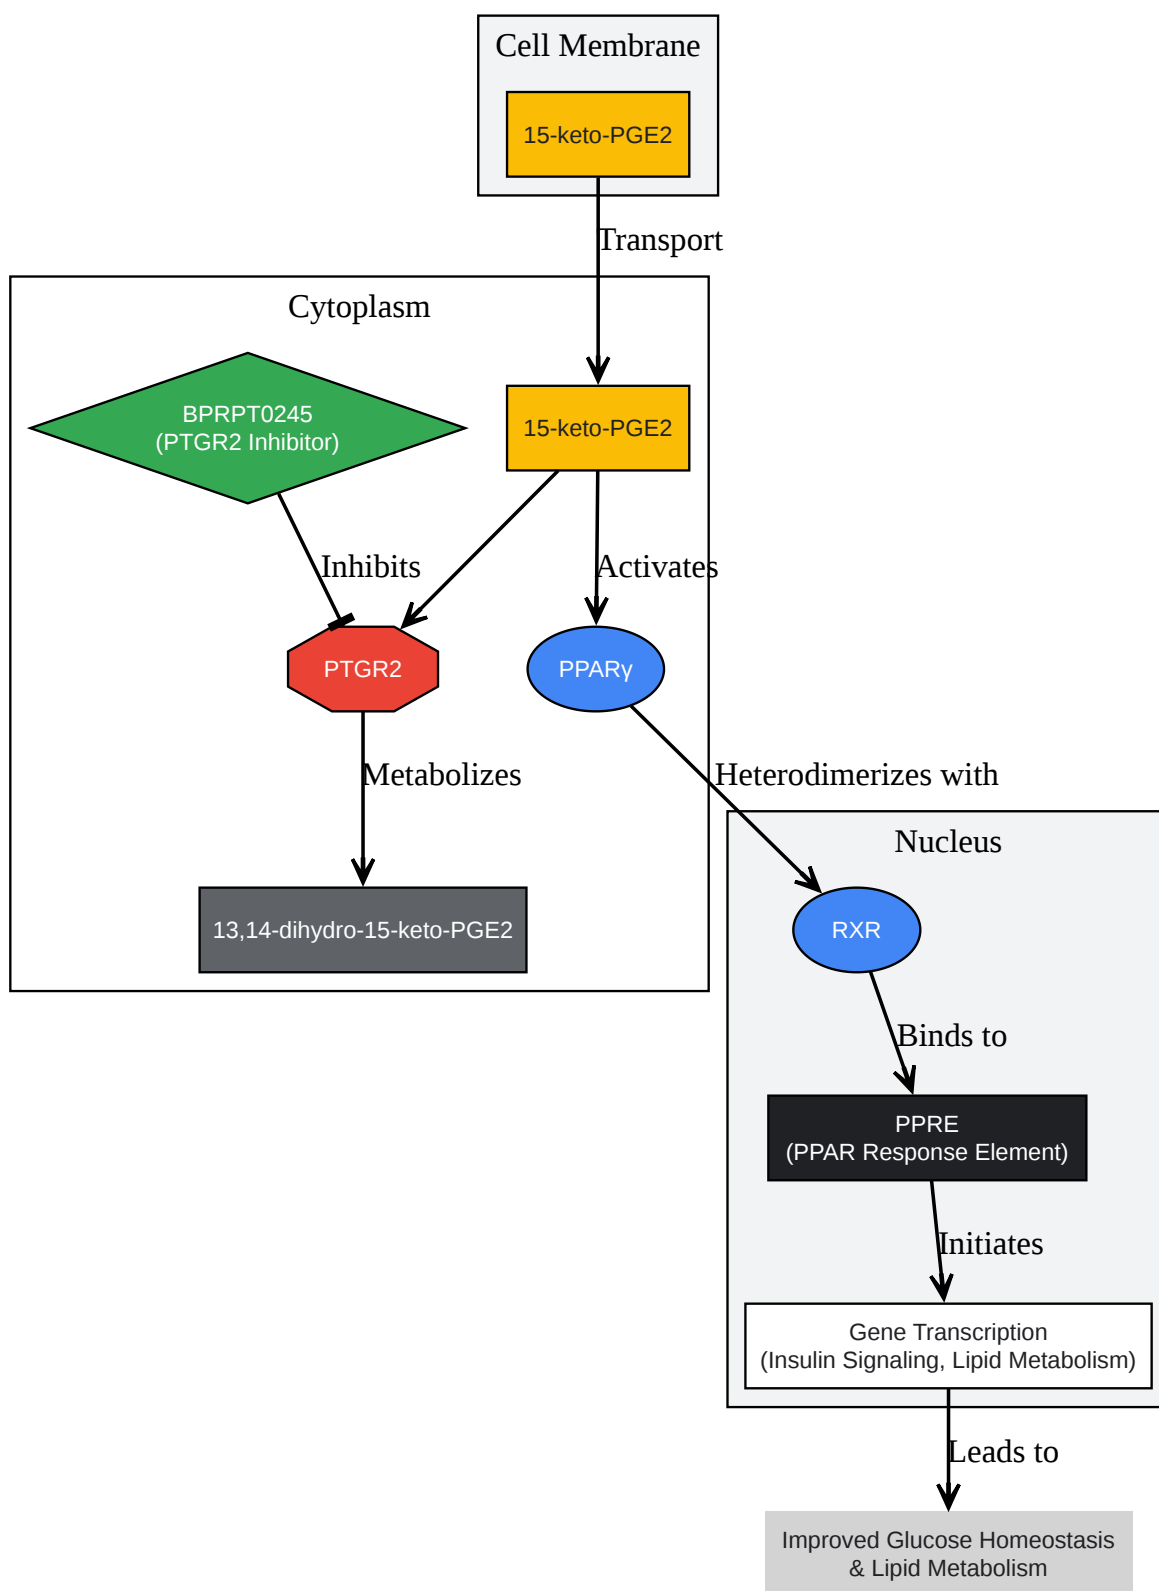 Cell Membrane
15-keto-PGE2
Transport
Cytoplasm
BPRPT0245
(PTGR2 Inhibitor)
15-keto-PGE2
Inhibits
Activates
PTGR2
PPARγ
Metabolizes
Heterodimerizes with
Nucleus
13,14-dihydro-15-keto-PGE2
RXR
Binds to
PPRE
(PPAR Response Element)
Initiates
Gene Transcription
(Insulin Signaling, Lipid Metabolism)
Leads to
Improved Glucose Homeostasis
& Lipid Metabolism